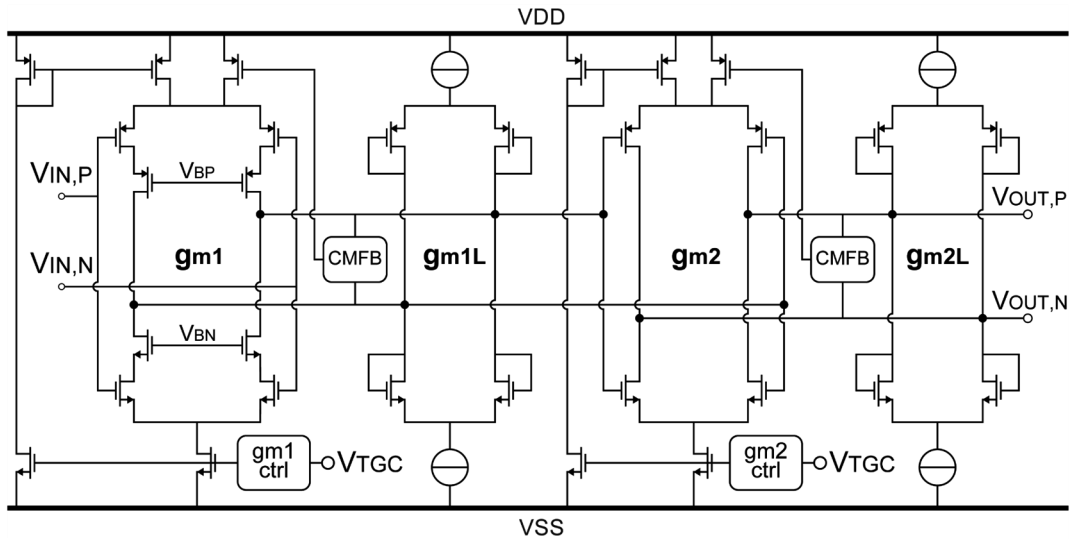 VDD
VIN,P
VBP
VOUT,P
gm1
CMFB
gm1L
gm2
CMFB
gm2L
VIN,N
VOUT,N
VBN
gm1
ctrl
VTGC
gm2
ctrl
VTGC
VSS